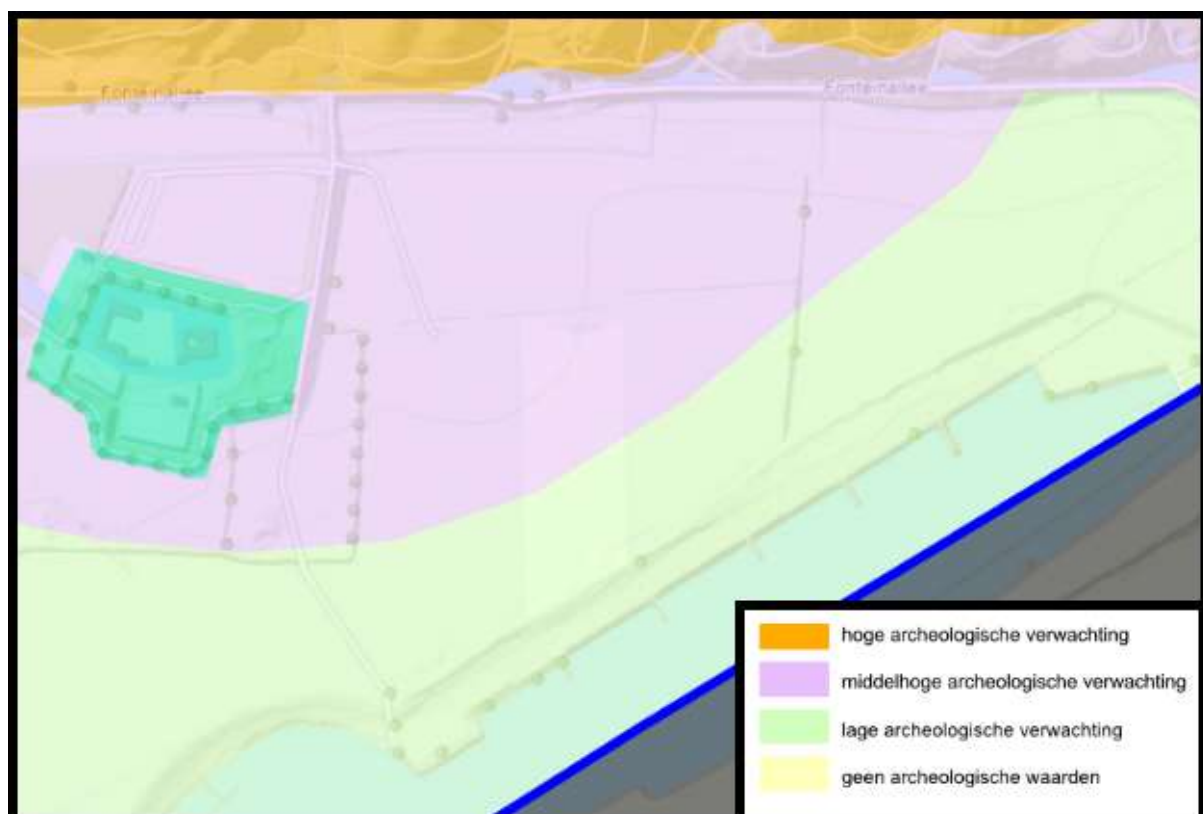 Fonteinallee
Fonteinallee
hoge archeologische verwachting
middelhoge archeologische verwachting
lage archeologische verwachting
geen archeologische waarden